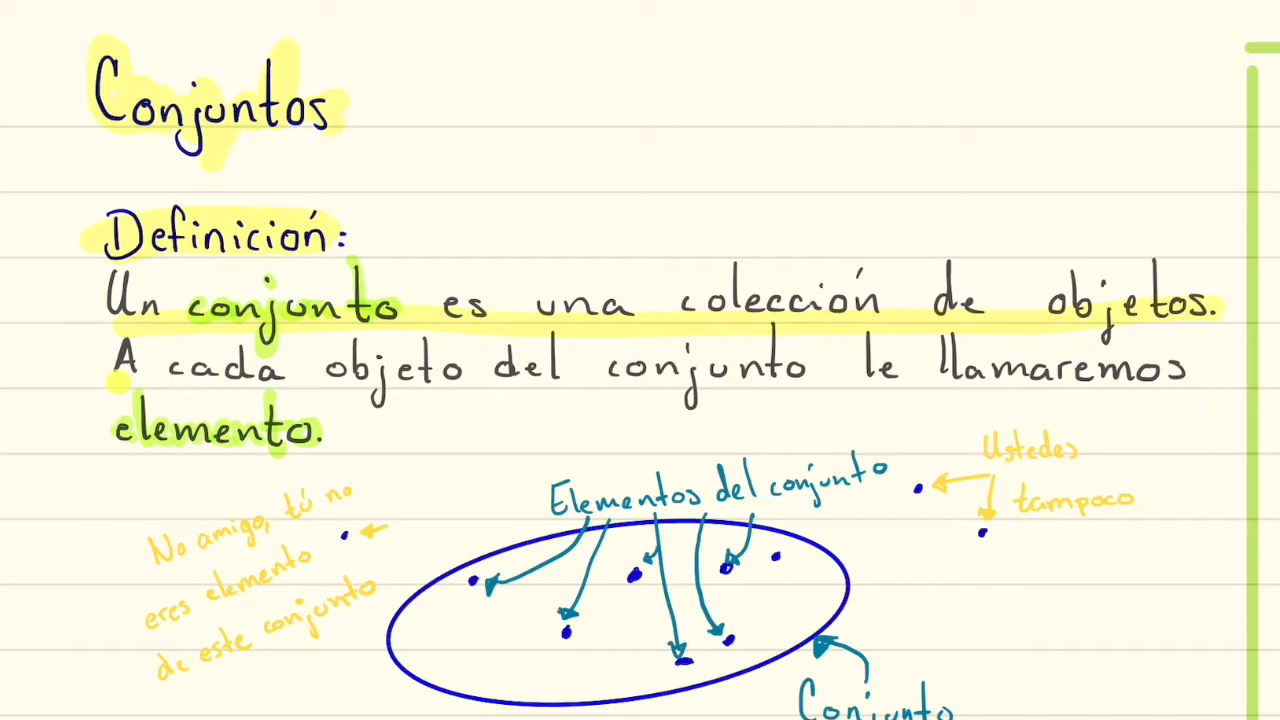 Conjuntos
Definición:
Un conjunto es una colección de objetos.
A cada objeto del conjunto le llamaremos
elemento.
Elementos del conjunto
Ustedes
tampoco
No amigo, tú no
eres elemento
de este conjunto
Conjunto